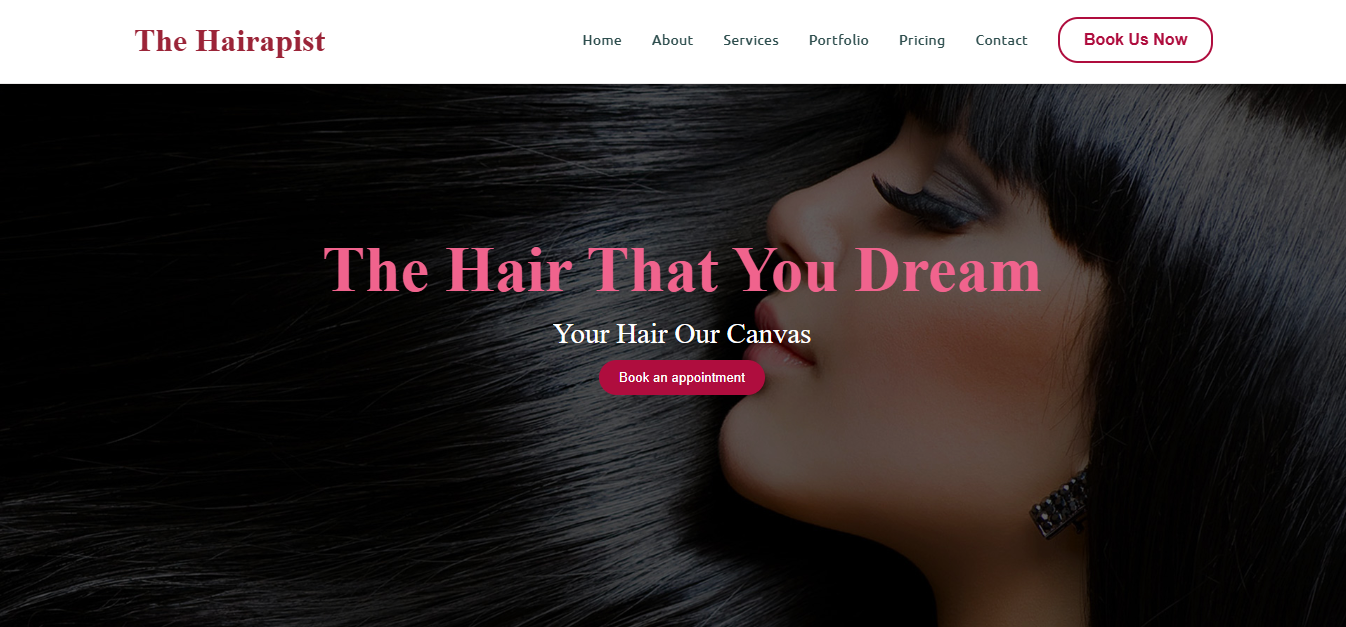 The Hairapist
Home About Services Portfolio Pricing Contact Book Us Now
The Hair That You Dream
Your Hair Our Canvas
Book an appointment